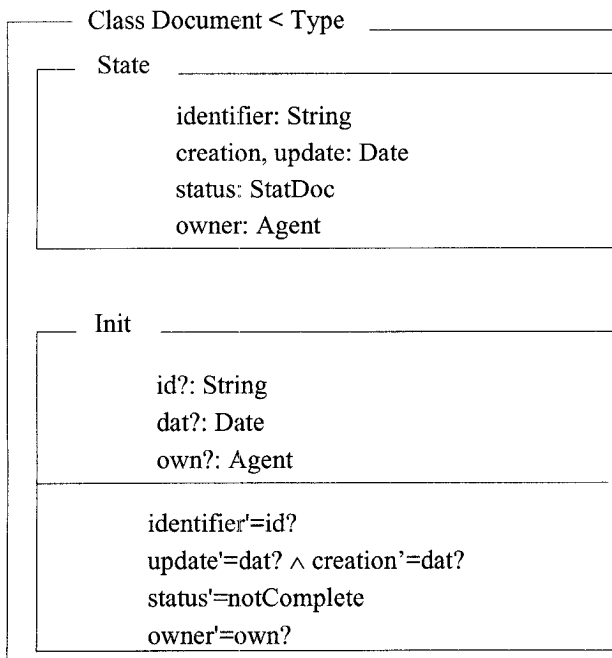 Class Document < Type
State
identifier: String
creation, update: Date
status: StatDoc
owner: Agent
Init
id?: String
dat?: Date
own?: Agent
identifier'=id?
update'=dat? ∧ creation’=dat?
status'=notComplete
owner'=own?